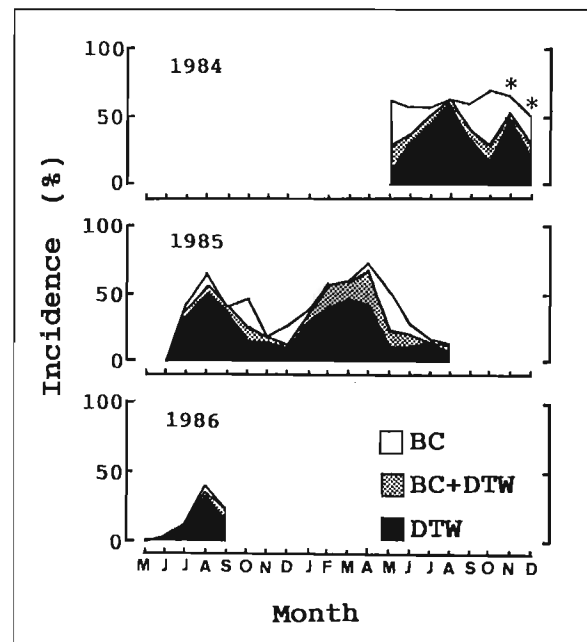 100
1984
*
*
50
0
100
1985
50
0
Incidence (%)
100
1986
50
0
BC
BC+DTW
DTW
M J J A S O N D J F M A M J J A S O N D
Month